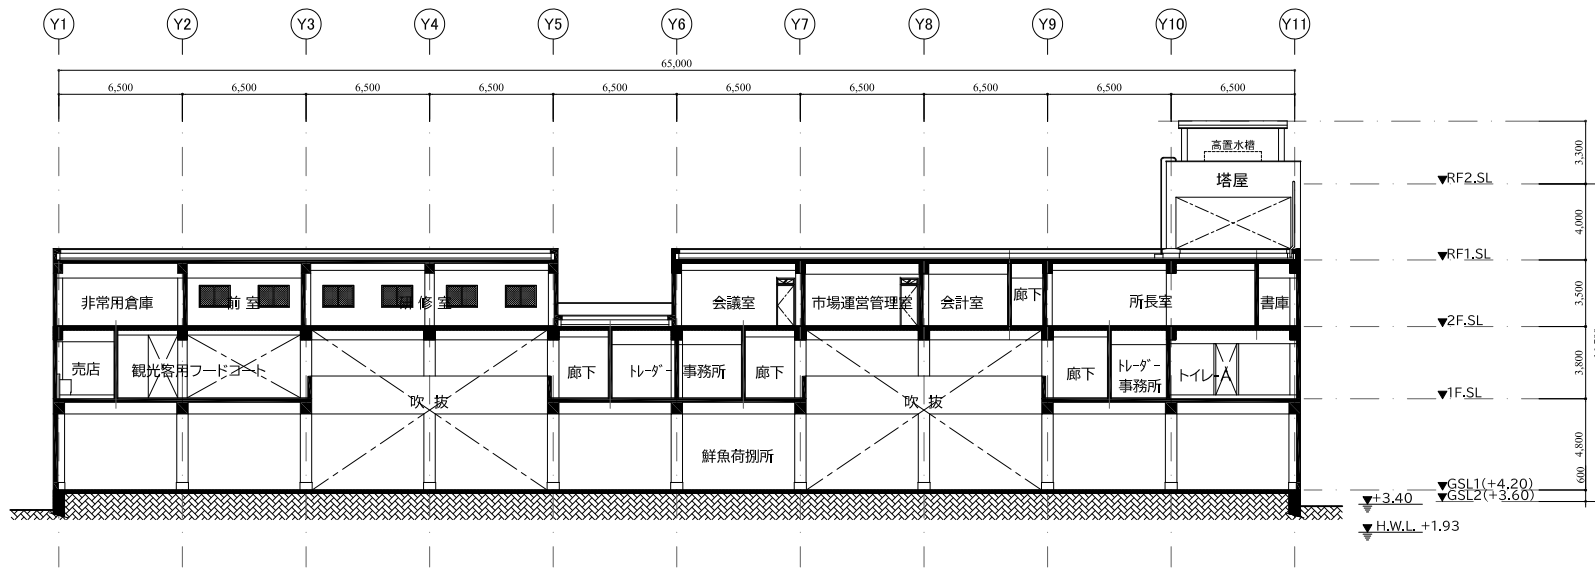 Y1 Y2 Y3 Y4 Y5 Y6 Y7 Y8 Y9 Y10 Y11
65,000
6,500 6,500 6,500 6,500 6,500 6,500 6,500 6,500 6,500 6,500
高置水槽
3,300
塔屋
RF2.SL
4,000
RF1.SL
非常用倉庫 前室 研修室 会議室 市場運営管理室 会計室 廊下 所長室 書庫
3,500
2F.SL
売店 観光客用フードコート 廊下 トレーダー事務所 廊下 廊下 トレーダー
事務所 トイレ-A
3,800
1F.SL
吹抜 吹抜
鮮魚荷捌所
4,800
600
GSL1(+4.20)
GSL2(+3.60)
+3.40
H.W.L. +1.93